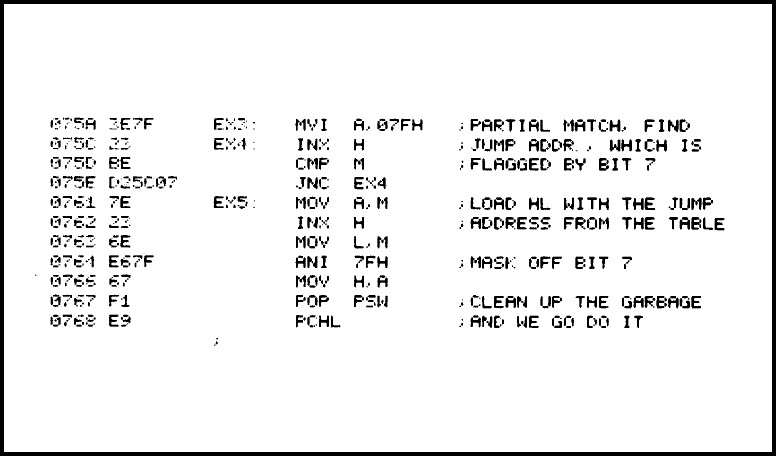 075A 3E7F EX3: MVI A,07FH ;PARTIAL MATCH, FIND
075C 23 EX4: INX H ;JUMP ADDR., WHICH IS
075D BE CMP M ;FLAGGED BY BIT 7
075E D25C07 JNC EX4
0761 7E EX5: MOV A,M ;LOAD HL WITH THE JUMP
0762 23 INX H ;ADDRESS FROM THE TABLE
0763 6E MOV L,M
0764 E67F ANI 7FH ;MASK OFF BIT 7
0766 67 MOV H,A
0767 F1 POP PSW ;CLEAN UP THE GARBAGE
0768 E9 PCHL ;AND WE GO DO IT
;